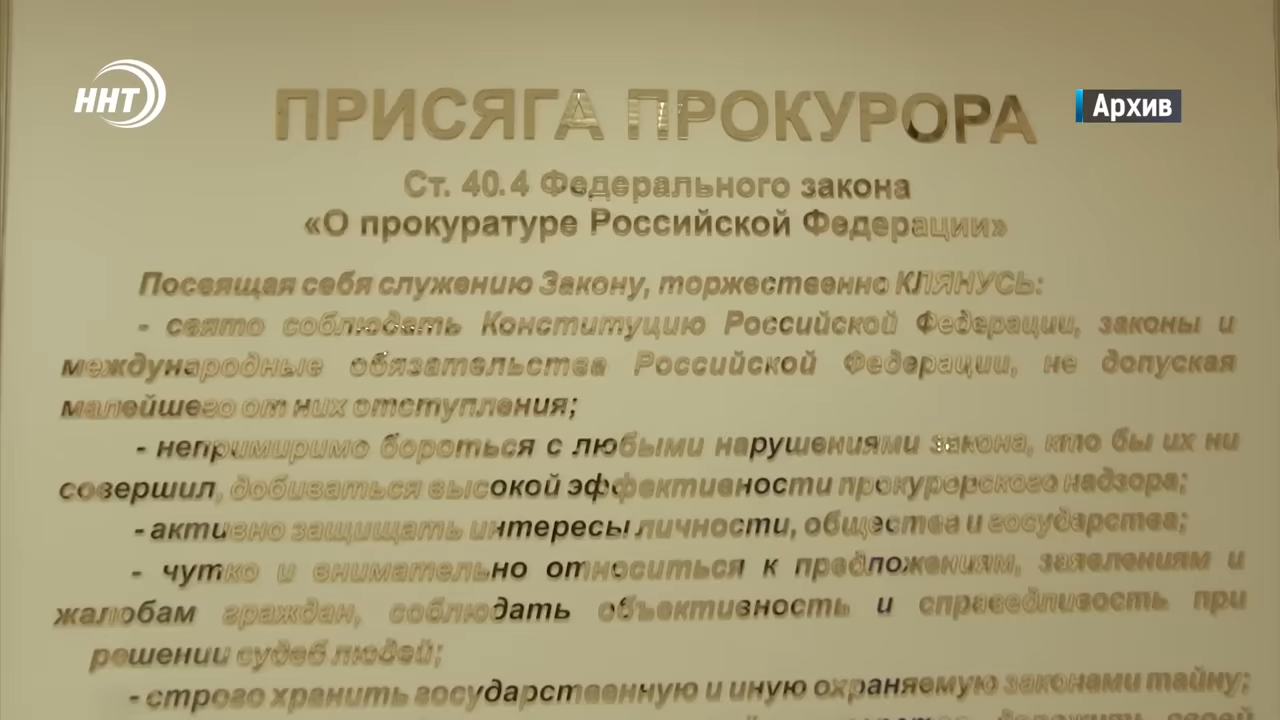 ННТ
Архив
ПРИСЯГА ПРОКУРОРА
Ст. 40.4 Федерального закона
«О прокуратуре Российской Федерации»
Посвящая себя служению Закону, торжественно КЛЯНУСЬ:
- свято соблюдать Конституцию Российской Федерации, законы и
международные обязательства Российской Федерации, не допуская
малейшего от них отступления;
- непримиримо бороться с любыми нарушениями закона, кто бы их ни
совершил, добиваться высокой эффективности прокурорского надзора;
- активно защищать интересы личности, общества и государства;
- чутко и внимательно относиться к предложениям, заявлениям и
жалобам граждан, соблюдать объективность и справедливость при
решении судеб людей;
- строго хранить государственную и иную охраняемую законами тайну;